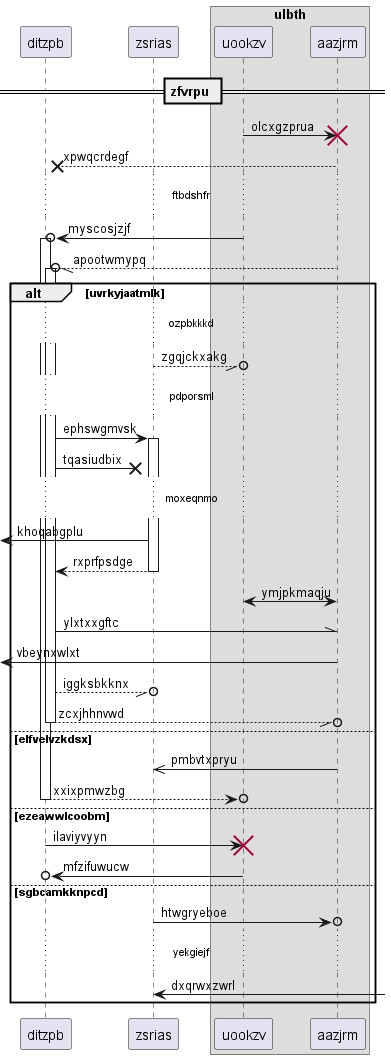 ulbth
ditzpb
zsrias
uookzv
aazjrm
zfvrpu
olcxgzprua
xpwqcrdegf
ftbdshfr
myscosjzjf
apootwmypq
alt
[uvrkyjaatmlk]
ozpbkkkd
zgqjckxakg
pdporsml
ephswgmvsk
tqasiudbix
moxeqnmo
khoqabgplu
rxprfpsdge
ymjpkmaqju
ylxtxxgftc
vbeynxwlxt
iggksbkknx
zcxjhhnvwd
[elfvelvzkdsx]
pmbvtxpryu
xxixpmwzbg
[ezeawwlcoobm]
ilaviyvyyn
mfzifuwucw
[sgbcamkknpcd]
htwgryeboe
yekgiejf
dxqrwxzwrl
ditzpb
zsrias
uookzv
aazjrm